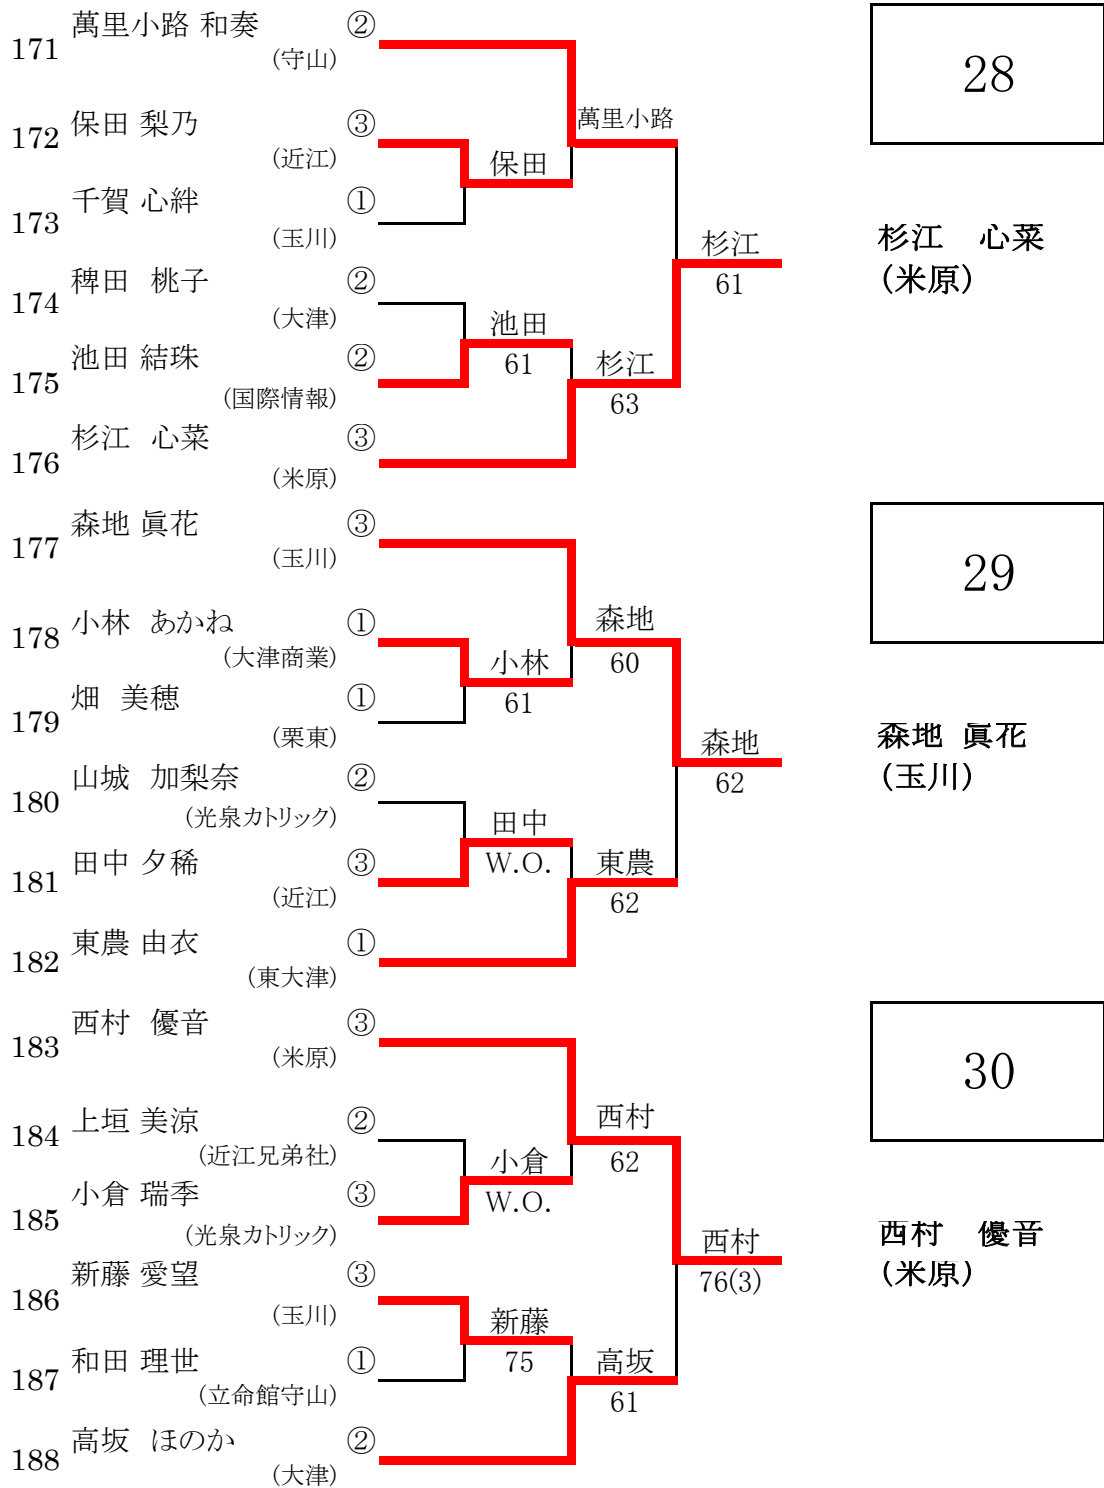 171 萬里小路 和奏 ②
(守山)
萬里小路
172 保田 梨乃 ③
(近江)
保田
173 千賀 心絆 ①
(玉川)
杉江
61
174 稗田 桃子 ②
(大津)
池田
61
175 池田 結珠 ②
(国際情報)
杉江
63
176 杉江 心菜 ③
(米原)
28
杉江 心菜
(米原)
177 森地 眞花 ③
(玉川)
森地
60
178 小林 あかね ①
(大津商業)
小林
61
179 畑 美穂 ①
(栗東)
森地
62
180 山城 加梨奈 ②
(光泉カトリック)
田中
W.O.
181 田中 夕稀 ③
(近江)
東農
62
182 東農 由衣 ①
(東大津)
29
森地 眞花
(玉川)
183 西村 優音 ③
(米原)
西村
62
184 上垣 美涼 ②
(近江兄弟社)
小倉
W.O.
185 小倉 瑞季 ③
(光泉カトリック)
西村
76(3)
186 新藤 愛望 ③
(玉川)
新藤
75
187 和田 理世 ①
(立命館守山)
高坂
61
188 高坂 ほのか ②
(大津)
30
西村 優音
(米原)